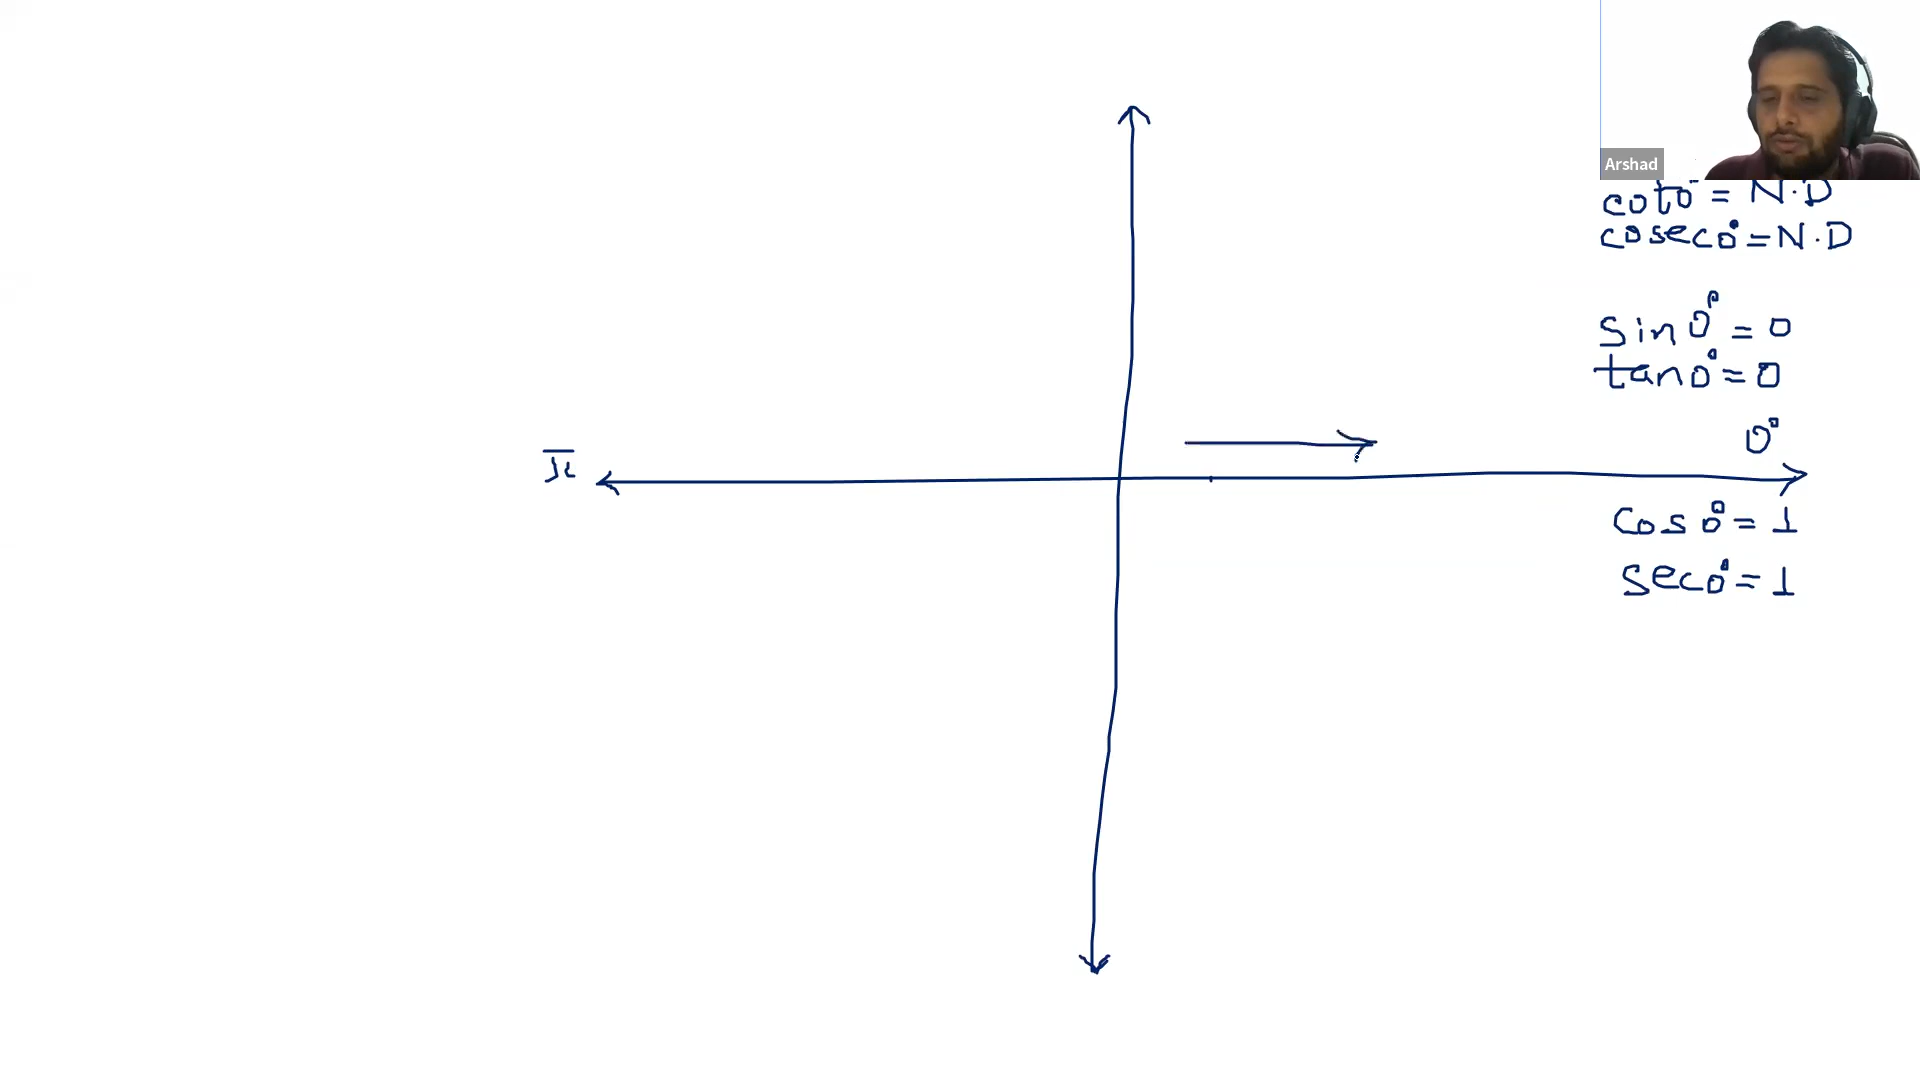 Arshad
cot0° = N.D
cosec0° = N.D
sin0° = 0
tan0° = 0
0°
π
cos0° = 1
sec0° = 1